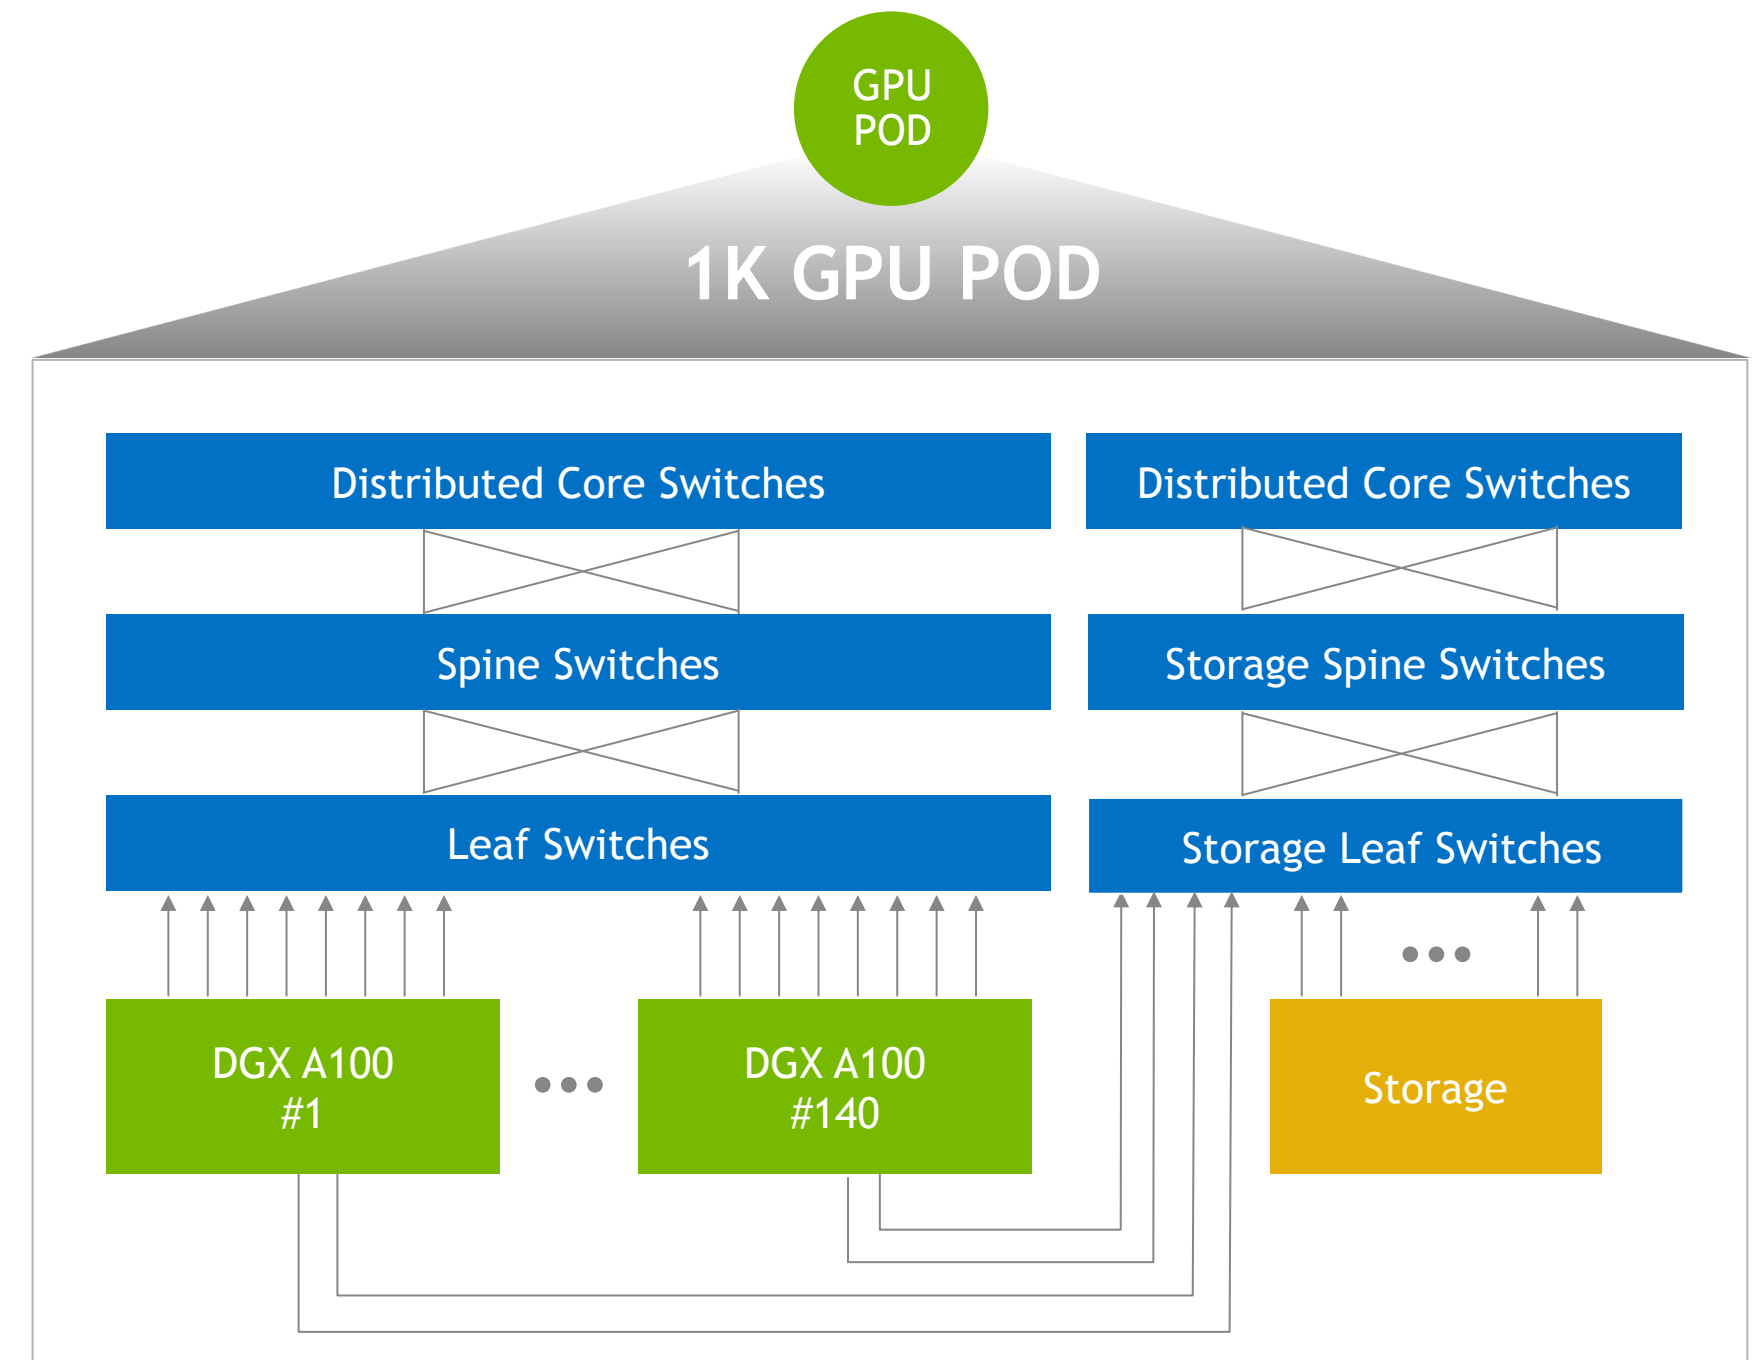 GPU
POD
1K GPU POD
Distributed Core Switches
Distributed Core Switches
Spine Switches
Storage Spine Switches
Leaf Switches
Storage Leaf Switches
DGX A100
#1
DGX A100
#140
Storage